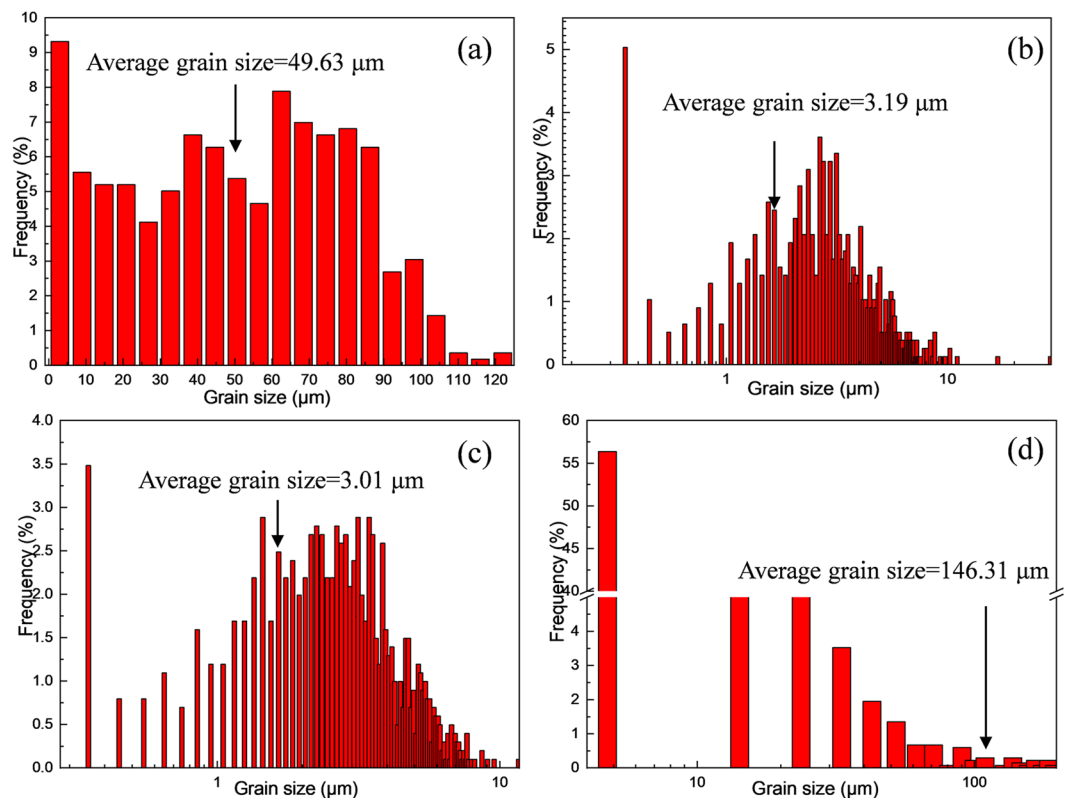 (a)
Average grain size=49.63 μm
10
9
8
7
6
5
4
3
2
1
0
Frequency (%)
0 10 20 30 40 50 60 70 80 90 100 110 120
Grain size (μm)
(b)
Average grain size=3.19 μm
5
4
3
2
1
0
Frequency (%)
1 10
Grain size (μm)
(c)
Average grain size=3.01 μm
4.0
3.5
3.0
2.5
2.0
1.5
1.0
0.5
0.0
Frequency (%)
1 10
Grain size (μm)
(d)
Average grain size=146.31 μm
60
55
50
45
40
4
3
2
1
0
Frequency (%)
10 100
Grain size (μm)